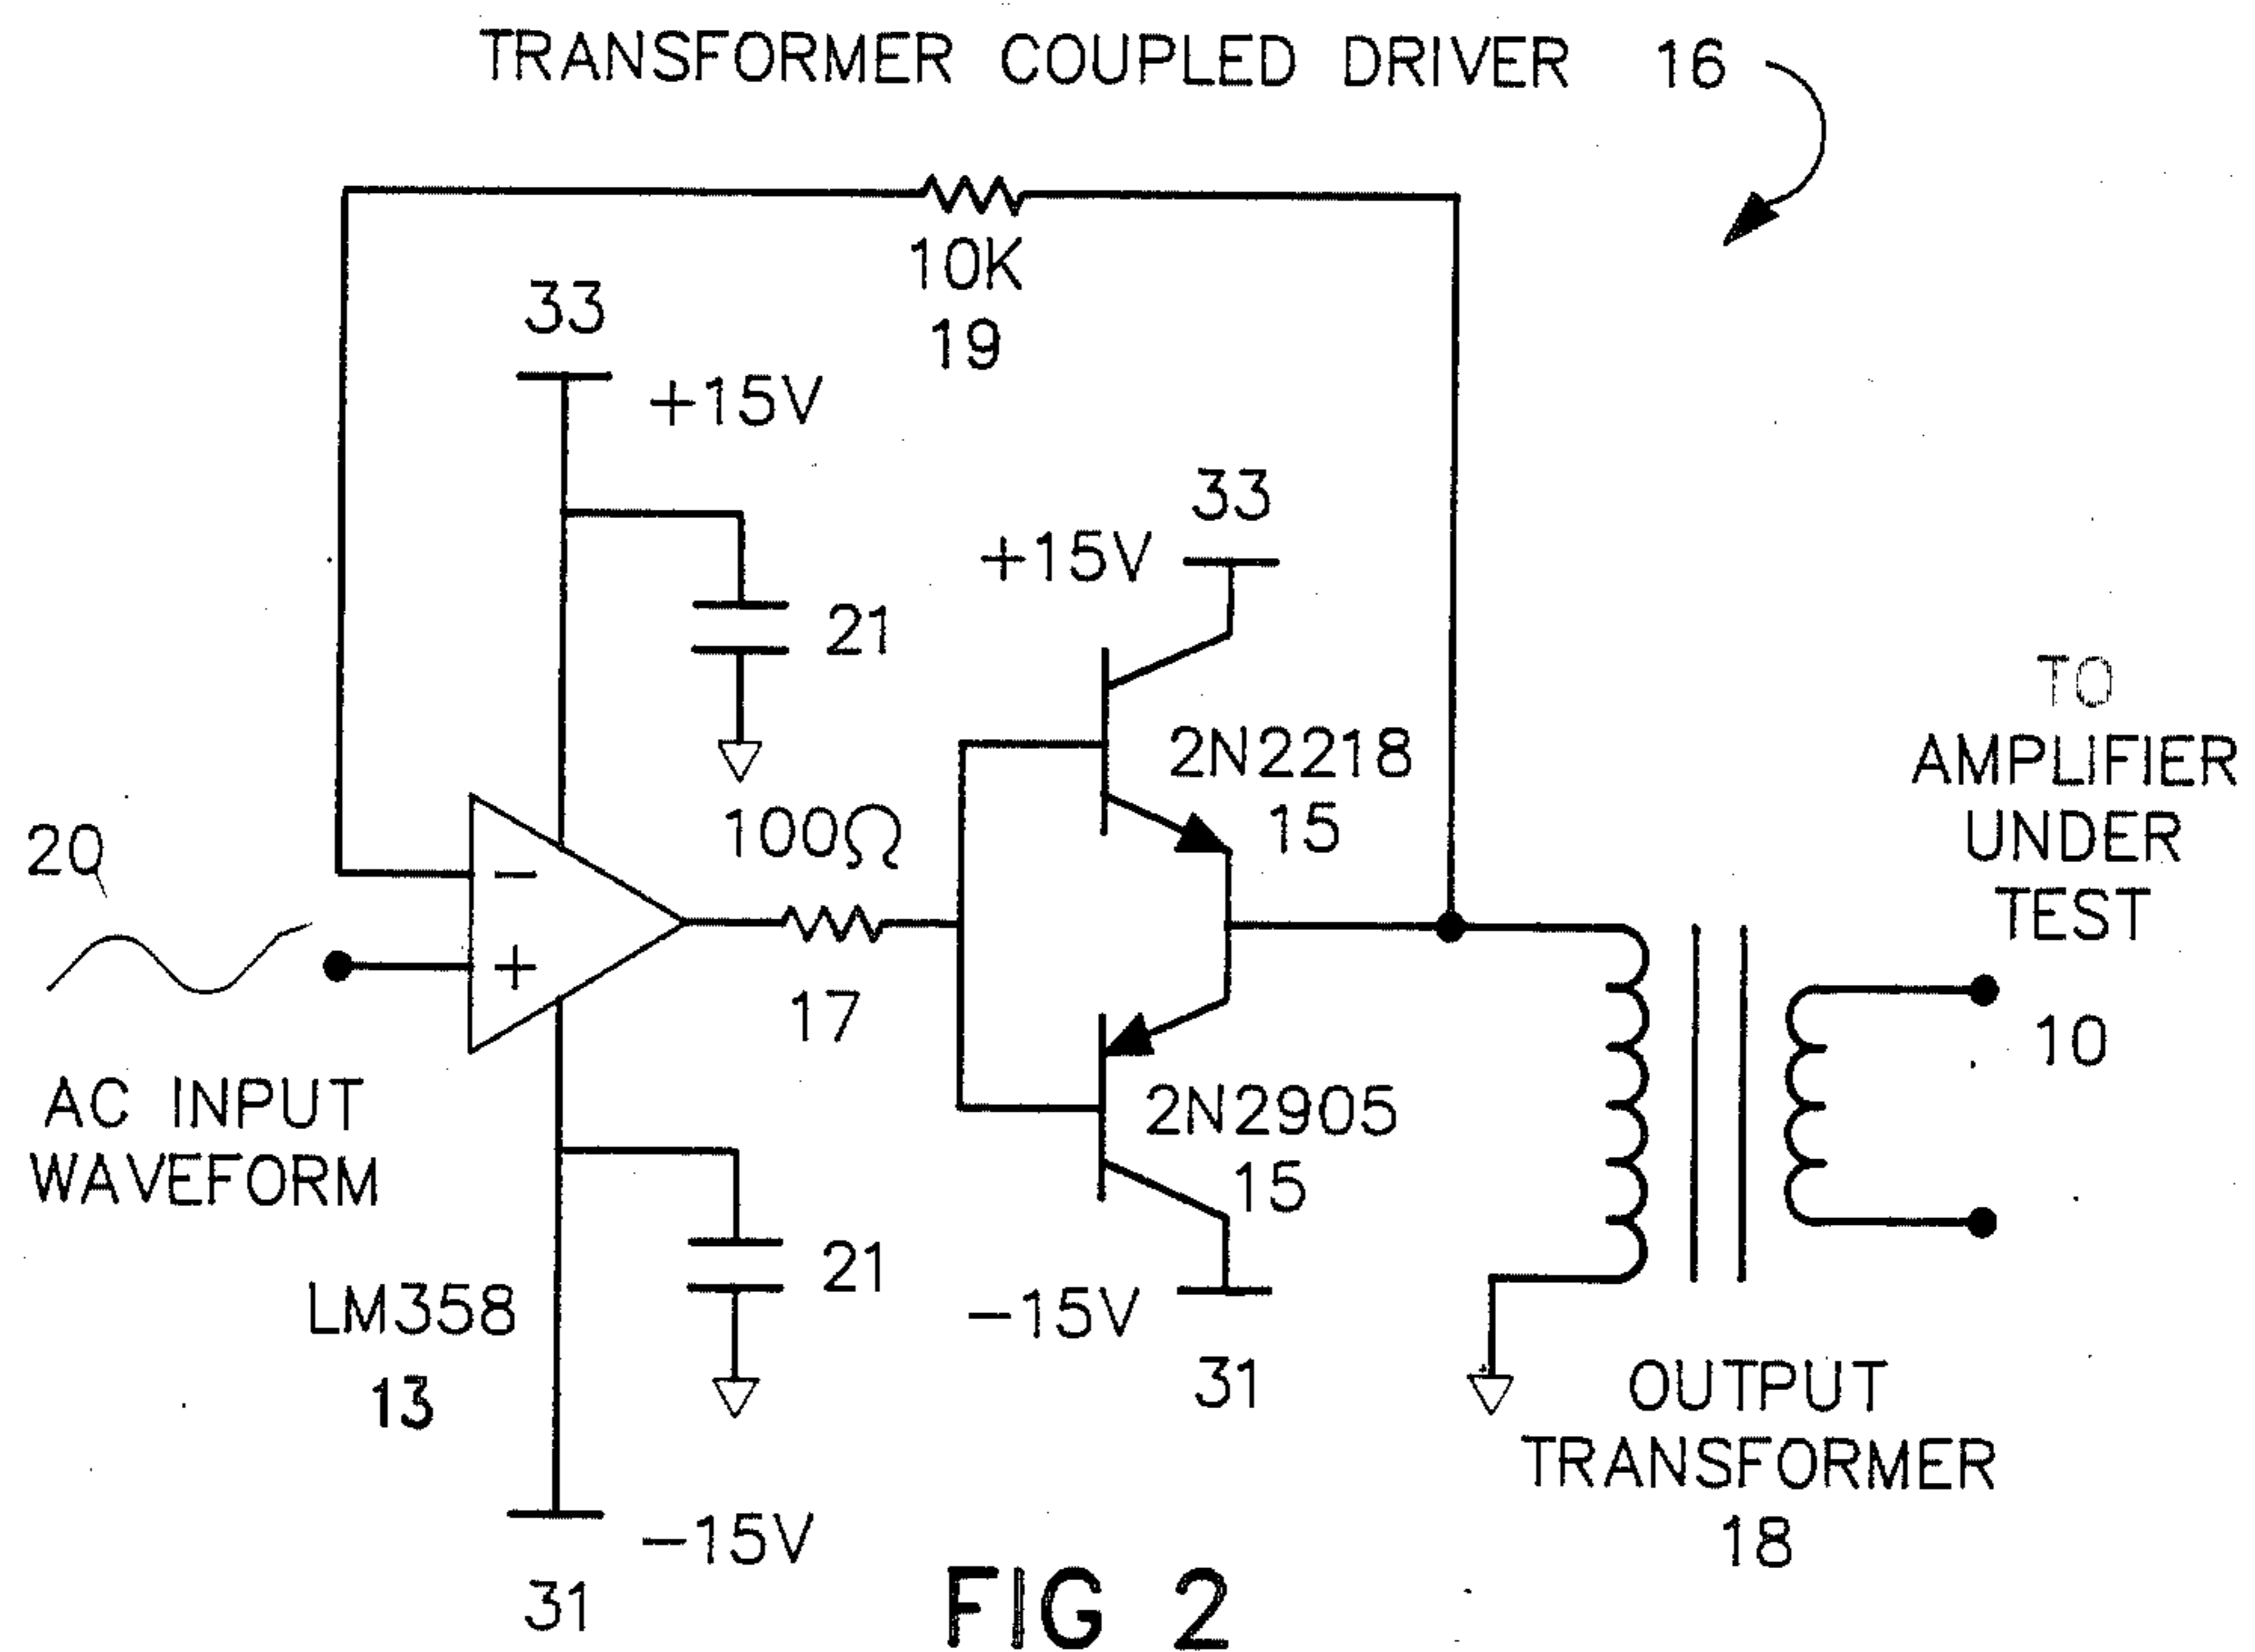 TRANSFORMER COUPLED DRIVER 16
10K
19
33
+15V
33
+15V
21
2N2218
15
TO
AMPLIFIER
UNDER
TEST
100Ω
20
−
+
17
10
AC INPUT
WAVEFORM
2N2905
15
21
LM358
13
−15V
31
OUTPUT
TRANSFORMER
18
−15V
31
FIG 2